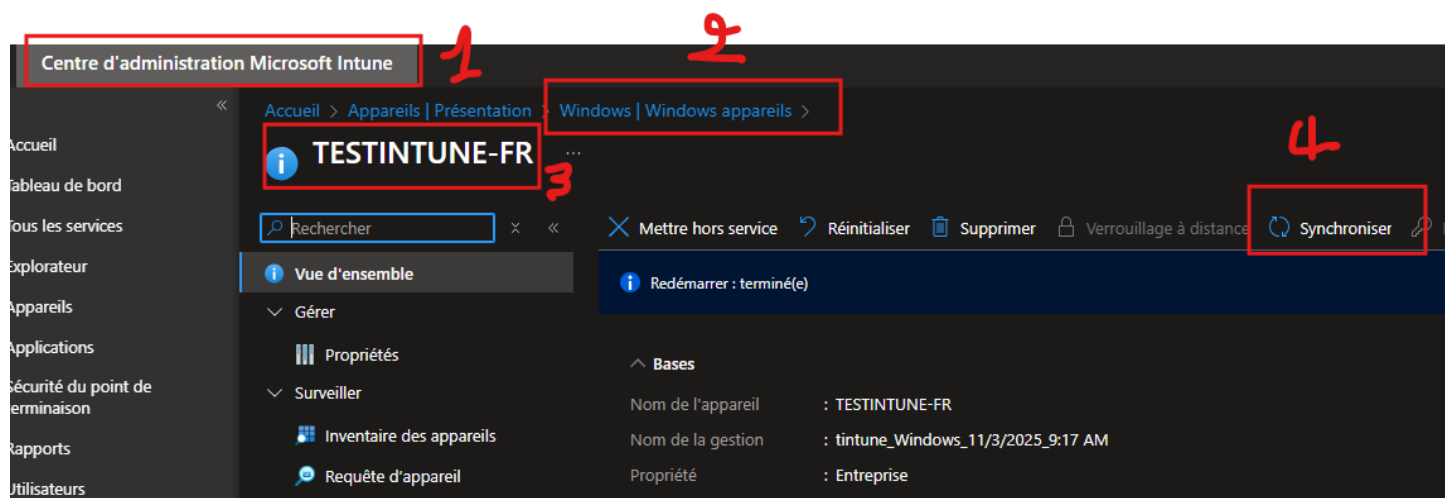 1
2
Centre d'administration Microsoft Intune
«
Accueil > Appareils | Présentation > Windows | Windows appareils >
TESTINTUNE-FR ...
3
4
Accueil
Tableau de bord
Tous les services
Explorateur
Appareils
Applications
Sécurité du point de
terminaison
Rapports
Utilisateurs
Rechercher
«
Vue d'ensemble
Gérer
Propriétés
Surveiller
Inventaire des appareils
Requête d'appareil
Mettre hors service Réinitialiser Supprimer Verrouillage à distance Synchroniser
Redémarrer : terminé(e)
Bases
Nom de l'appareil : TESTINTUNE-FR
Nom de la gestion : tintune_Windows_11/3/2025_9:17 AM
Propriété : Entreprise